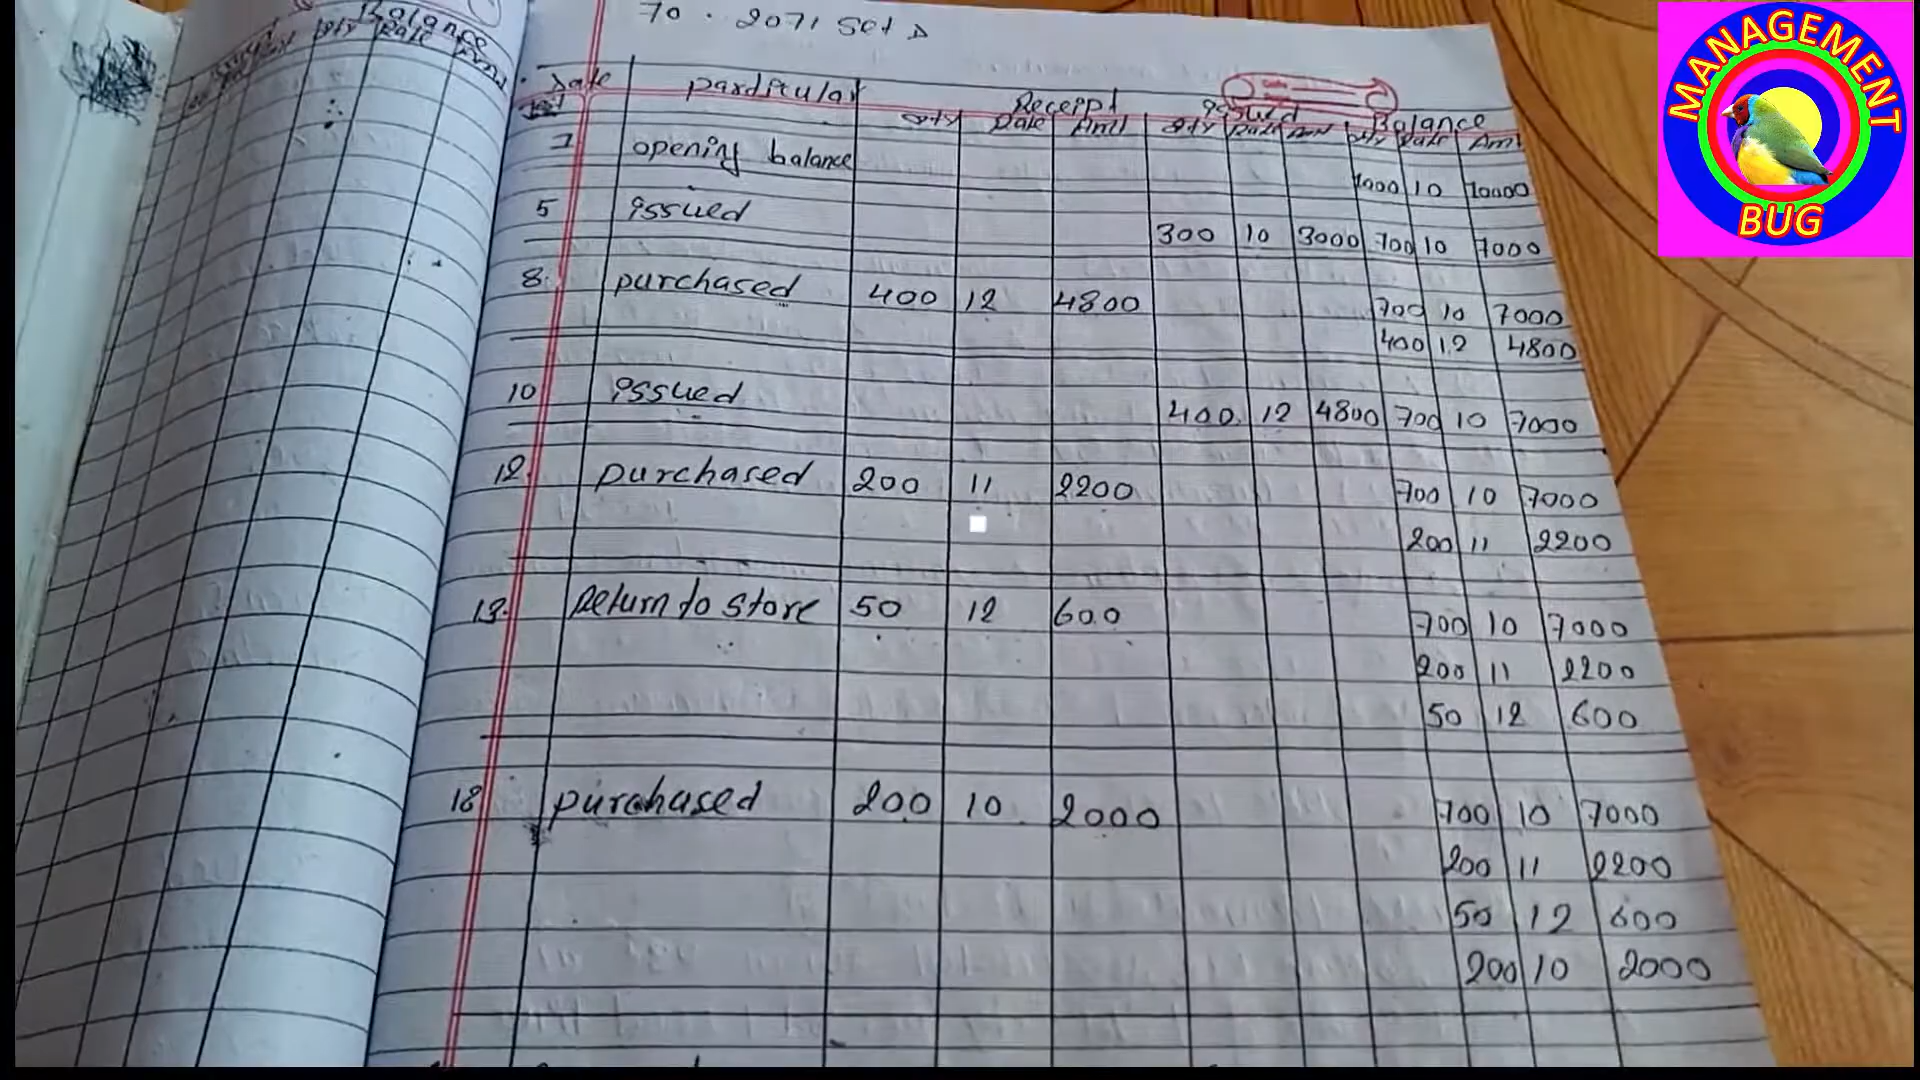 Balance
qty Rate Amt
70 . 2071 Set D
Date particular Receipt Issued Balance
qty Rate Amt qty Rate Amt qty Rate Amt
1 opening balance 1000 10 10000
5 issued 300 10 3000 700 10 7000
8. purchased 400 12 4800 700 10 7000
400 12 4800
10 issued 400. 12 4800 700 10 7000
12. purchased 200 11 2200 700 10 7000
200 11 2200
13. Return to store 50 12 600 700 10 7000
200 11 2200
50 12 600
18 purchased 200 10 2000 700 10 7000
200 11 2200
50 12 600
200 10 2000
MANAGEMENT
BUG